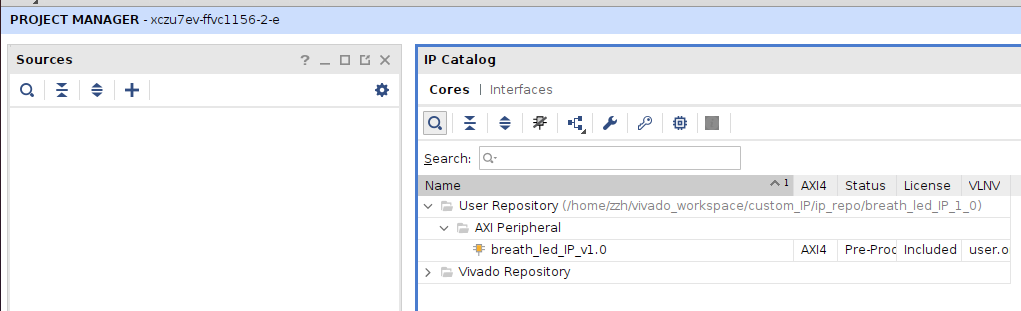 PROJECT MANAGER - xczu7ev-ffvc1156-2-e
Sources
IP Catalog
Cores | Interfaces
Search:
Name 1 AXI4 Status License VLNV
User Repository (/home/zzh/vivado_workspace/custom_IP/ip_repo/breath_led_IP_1_0)
AXI Peripheral
breath_led_IP_v1.0 AXI4 Pre-Proc Included user.o
Vivado Repository